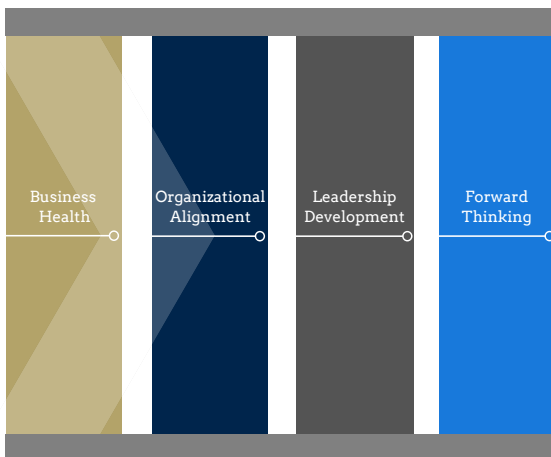 Business
Health
Organizational
Alignment
Leadership
Development
Forward
Thinking